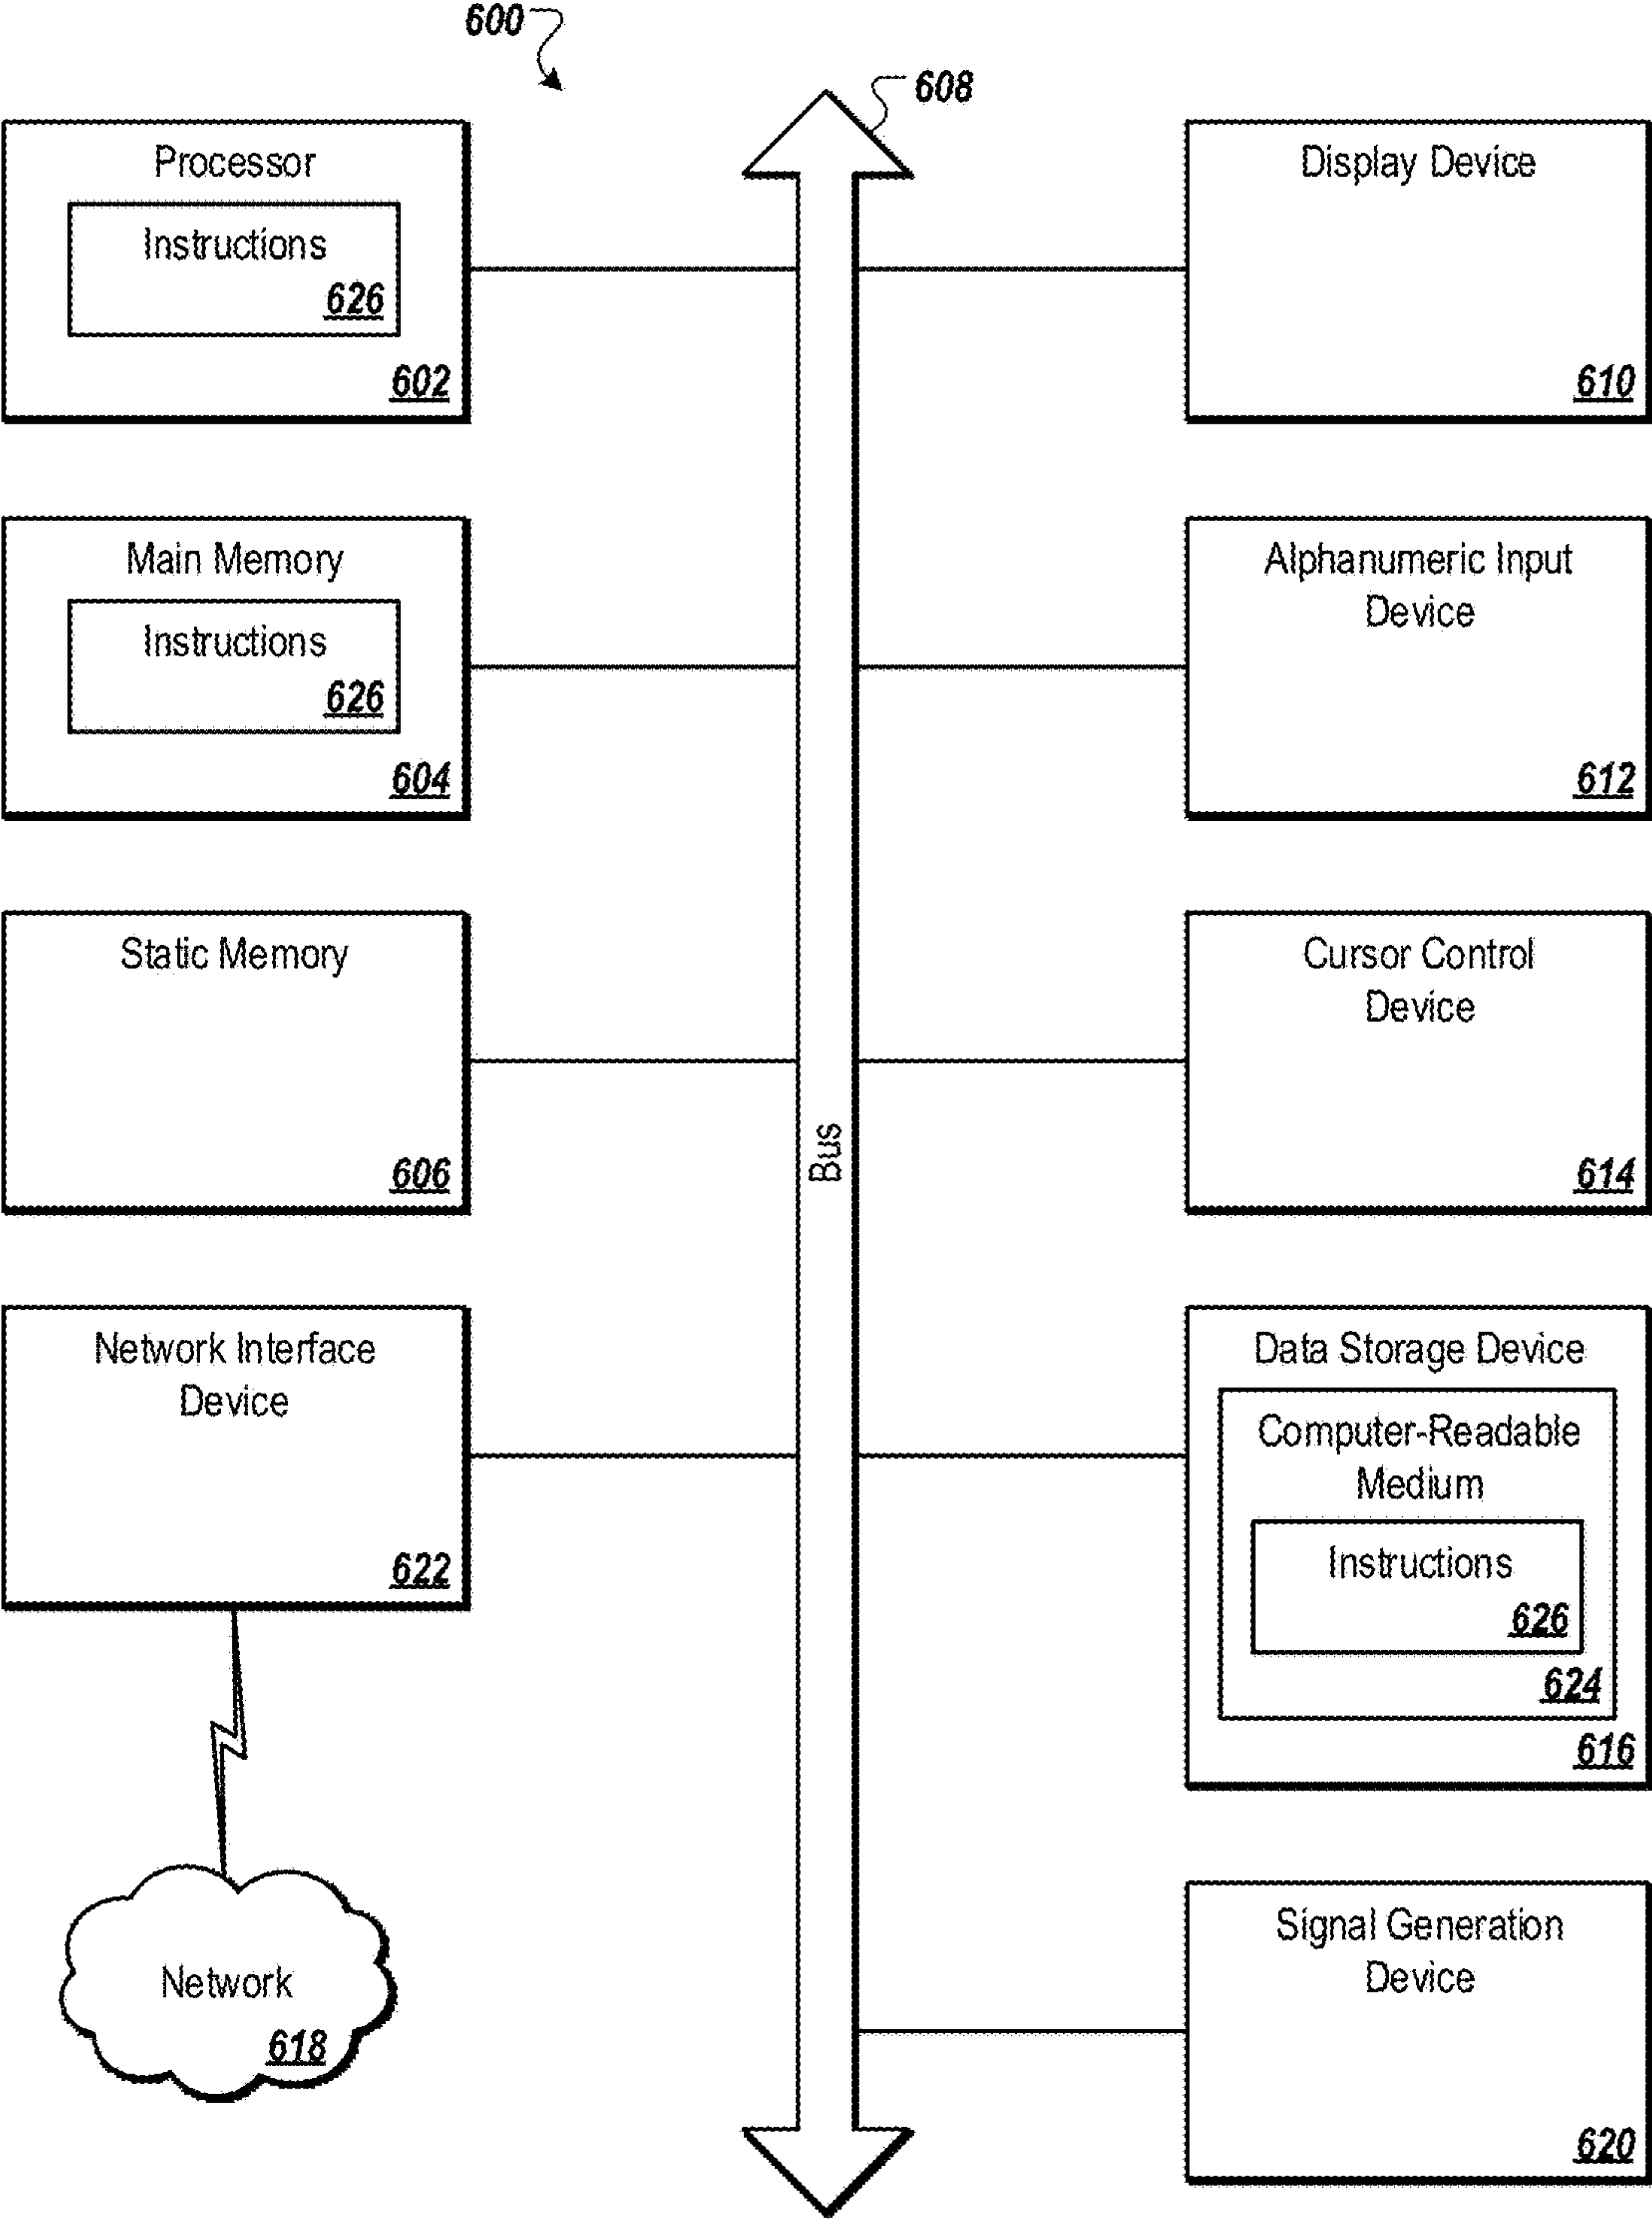 600
608
Processor
Instructions
626
602
Display Device
610
Main Memory
Instructions
626
604
Alphanumeric Input
Device
612
Static Memory
606
Cursor Control
Device
614
Bus
Network Interface
Device
622
Data Storage Device
Computer-Readable
Medium
Instructions
626
624
616
Network
618
Signal Generation
Device
620